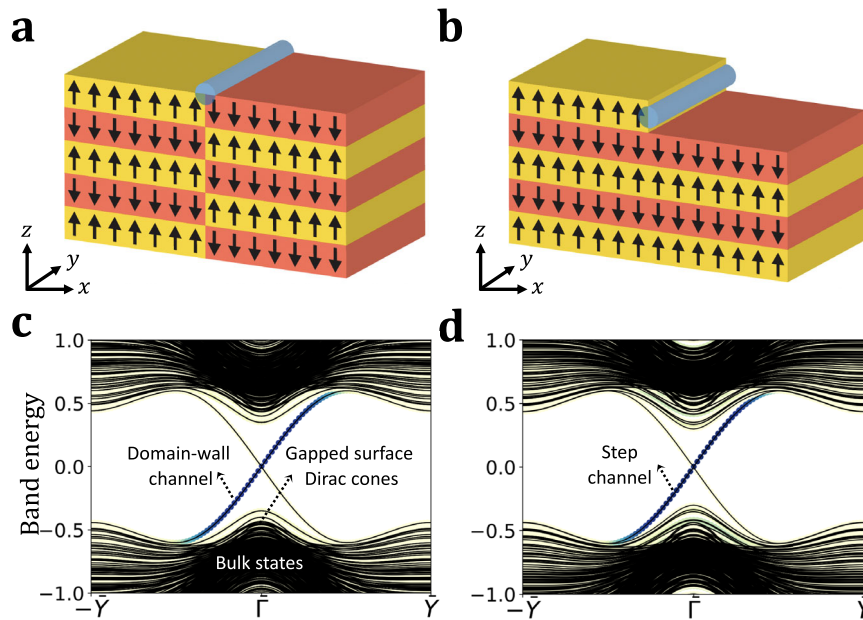 a
b
z
y
x
z
y
x
c
d
Band energy
1.0
0.5
0.0
−0.5
−1.0
Domain-wall
channel
Gapped surface
Dirac cones
Bulk states
−Ȳ
Γ̄
Ȳ
1.0
0.5
0.0
−0.5
−1.0
Step
channel
−Ȳ
Γ̄
Ȳ